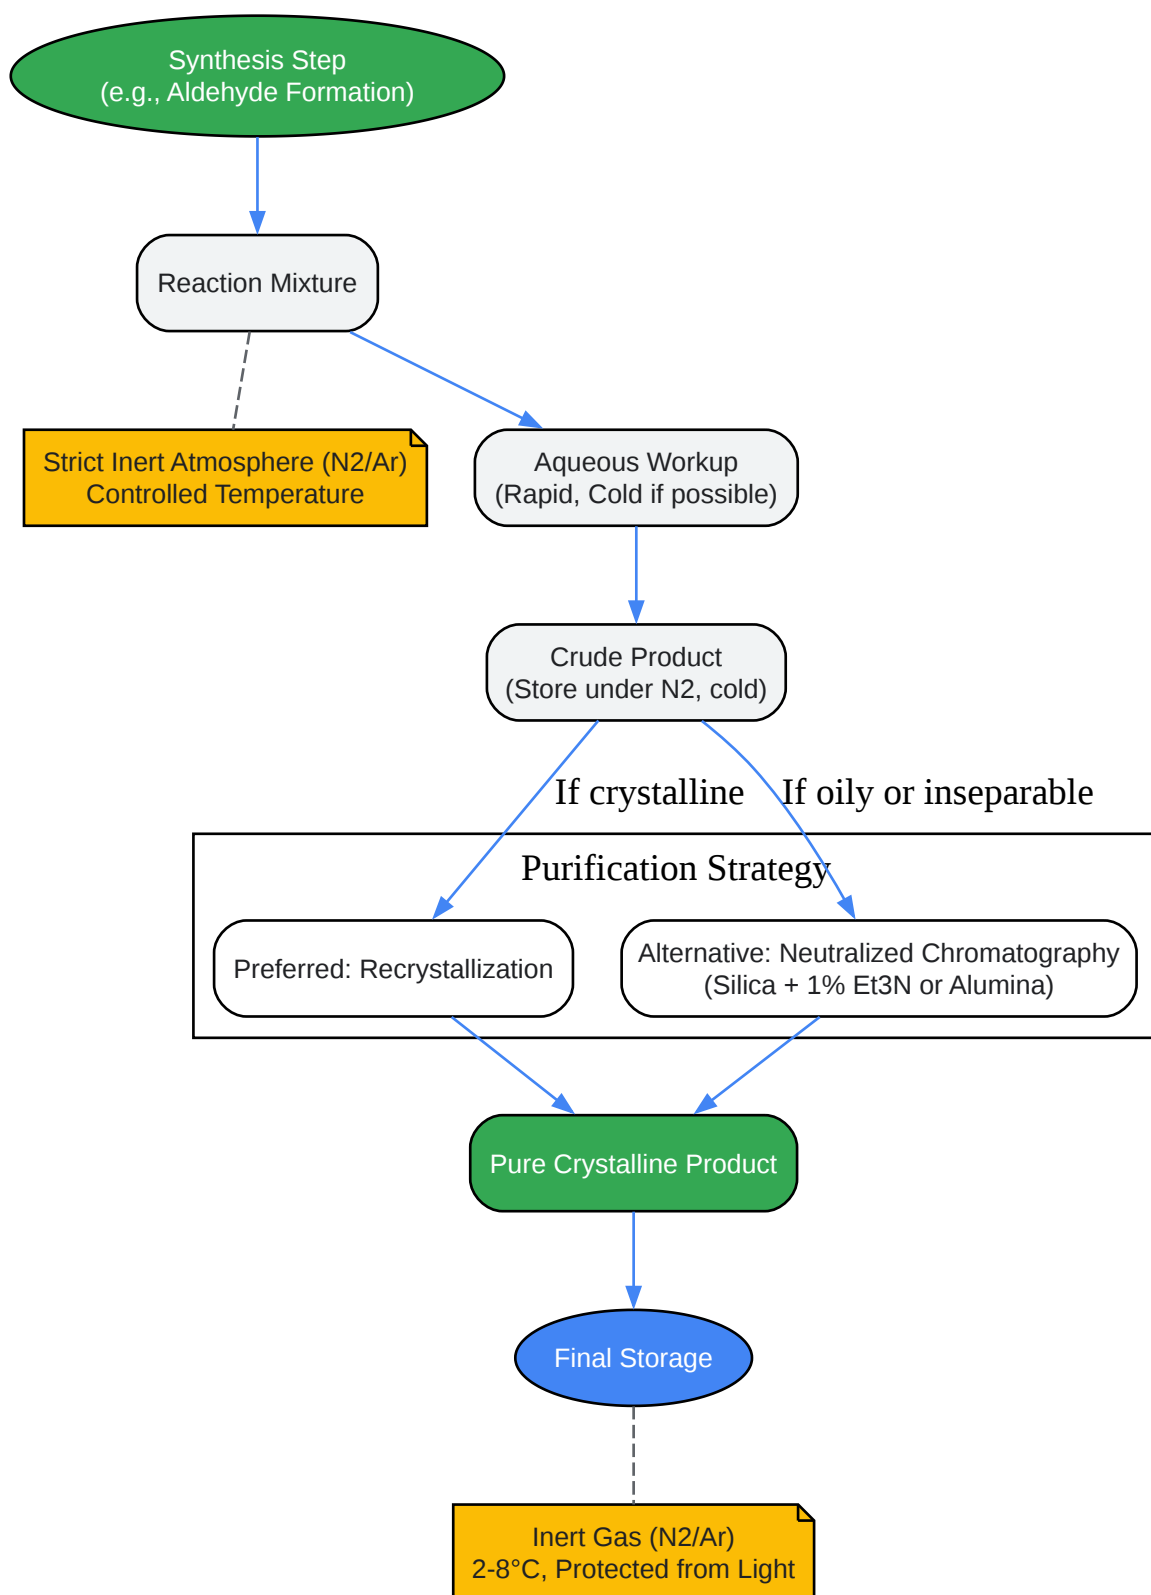 Synthesis Step
(e.g., Aldehyde Formation)
Reaction Mixture
Strict Inert Atmosphere (N2/Ar)
Controlled Temperature
Aqueous Workup
(Rapid, Cold if possible)
Crude Product
(Store under N2, cold)
If crystalline
If oily or inseparable
Purification Strategy
Preferred: Recrystallization
Alternative: Neutralized Chromatography
(Silica + 1% Et3N or Alumina)
Pure Crystalline Product
Final Storage
Inert Gas (N2/Ar)
2-8°C, Protected from Light